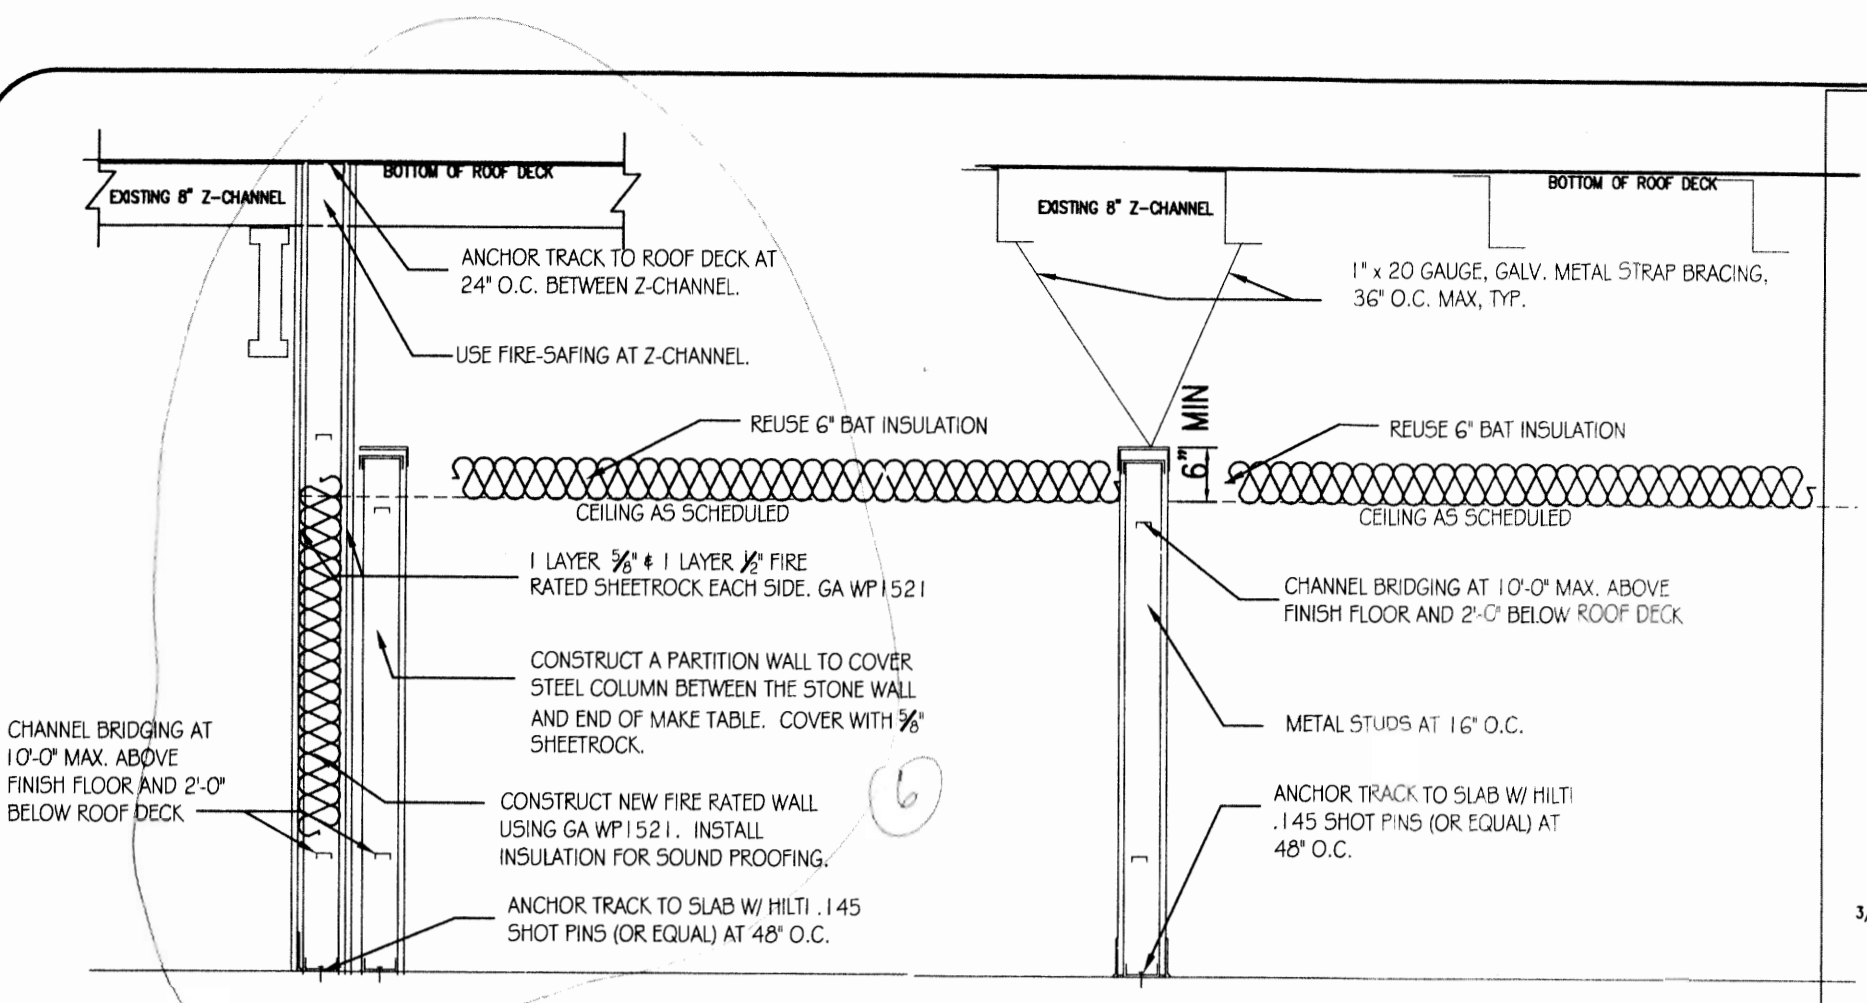 BOTTOM OF ROOF DECK
EXISTING 8" Z-CHANNEL
ANCHOR TRACK TO ROOF DECK AT
24" O.C. BETWEEN Z-CHANNEL.
USE FIRE-SAFING AT Z-CHANNEL.
REUSE 6" BAT INSULATION
CEILING AS SCHEDULED
1 LAYER 5/8" & 1 LAYER 1/2" FIRE
RATED SHEETROCK EACH SIDE. GA WP1521
CONSTRUCT A PARTITION WALL TO COVER
STEEL COLUMN BETWEEN THE STONE WALL
AND END OF MAKE TABLE. COVER WITH 5/8"
SHEETROCK.
CHANNEL BRIDGING AT
10'-0" MAX. ABOVE
FINISH FLOOR AND 2'-0"
BELOW ROOF DECK
CONSTRUCT NEW FIRE RATED WALL
USING GA WP1521. INSTALL
INSULATION FOR SOUND PROOFING.
6
ANCHOR TRACK TO SLAB W/ HILTI .145
SHOT PINS (OR EQUAL) AT 48" O.C.
BOTTOM OF ROOF DECK
EXISTING 8" Z-CHANNEL
1" x 20 GAUGE, GALV. METAL STRAP BRACING,
36" O.C. MAX, TYP.
6" MIN
REUSE 6" BAT INSULATION
CEILING AS SCHEDULED
CHANNEL BRIDGING AT 10'-0" MAX. ABOVE
FINISH FLOOR AND 2'-0" BELOW ROOF DECK
METAL STUDS AT 16" O.C.
ANCHOR TRACK TO SLAB W/ HILTI
.145 SHOT PINS (OR EQUAL) AT
48" O.C.
3/